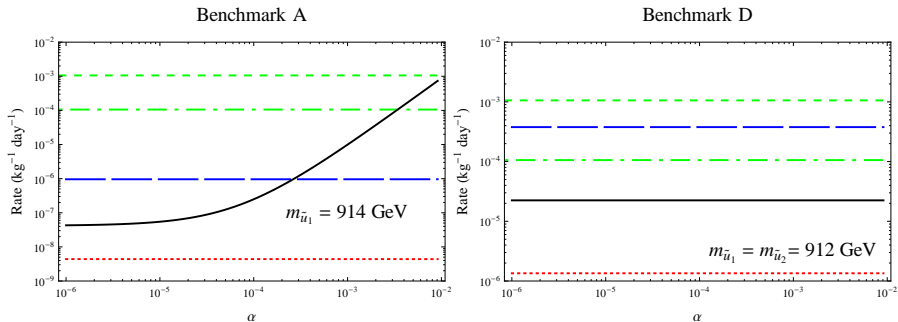 Benchmark A
Rate (kg⁻¹ day⁻¹)
10⁻²
10⁻³
10⁻⁴
10⁻⁵
10⁻⁶
10⁻⁷
10⁻⁸
10⁻⁹
m_ũ₁ = 914 GeV
10⁻⁶ 10⁻⁵ 10⁻⁴ 10⁻³ 10⁻²
α
Benchmark D
Rate (kg⁻¹ day⁻¹)
10⁻²
10⁻³
10⁻⁴
10⁻⁵
10⁻⁶
m_ũ₁ = m_ũ₂ = 912 GeV
10⁻⁶ 10⁻⁵ 10⁻⁴ 10⁻³ 10⁻²
α